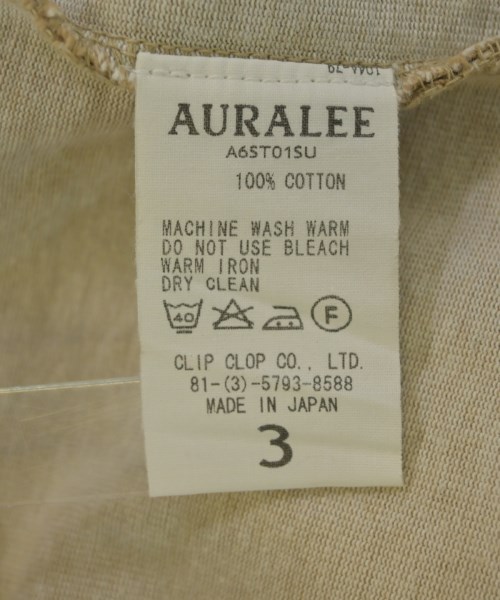 AURALEE
A6ST01SU
100% COTTON
MACHINE WASH WARM
DO NOT USE BLEACH
WARM IRON
DRY CLEAN
40 F
CLIP CLOP CO., LTD.
81-(3)-5793-8588
MADE IN JAPAN
3